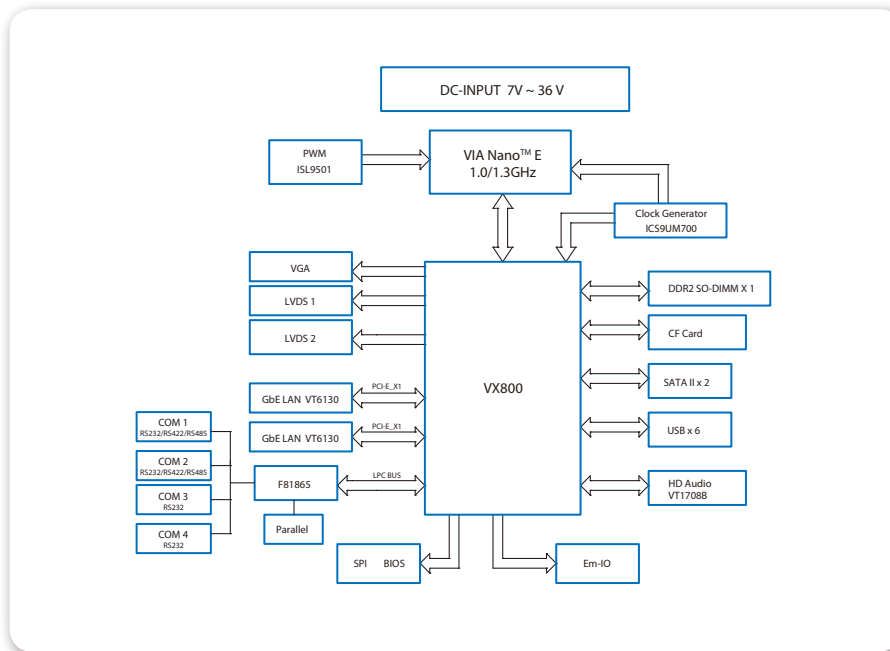 DC-INPUT 7V ~ 36 V
PWM
ISL9501
VIA Nano™ E
1.0/1.3GHz
Clock Generator
ICS9UM700
VGA
LVDS 1
LVDS 2
GbE LAN VT6130
PCI-E_X1
GbE LAN VT6130
PCI-E_X1
COM 1
RS232/RS422/RS485
COM 2
RS232/RS422/RS485
COM 3
RS232
COM 4
RS232
F81865
LPC BUS
Parallel
VX800
DDR2 SO-DIMM X 1
CF Card
SATA II x 2
USB x 6
HD Audio
VT1708B
SPI BIOS
Em-IO